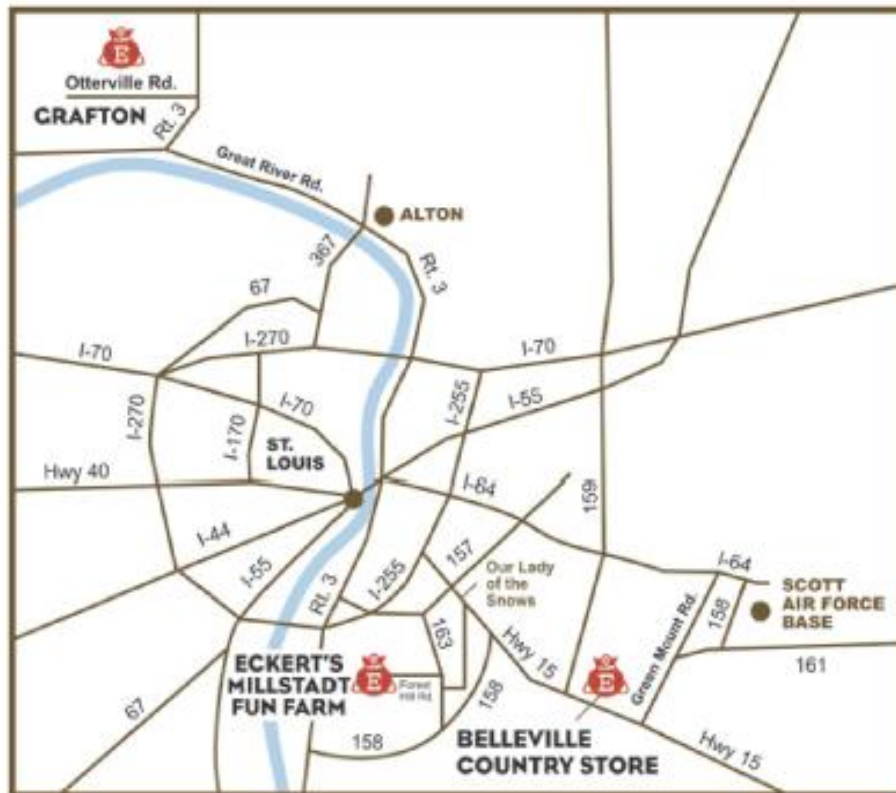 E
Otterville Rd.
GRAFTON
Rt. 3
Great River Rd.
ALTON
367
Rt. 3
67
I-270
I-70
I-70
I-255
I-55
I-270
I-170
I-70
ST.
LOUIS
Hwy 40
I-64
159
I-44
I-55
157
Our Lady
of the
Snows
I-64
SCOTT
AIR FORCE
BASE
158
Green Mount Rd.
161
Rt. 3
I-255
163
Hwy 15
ECKERT'S
MILLSTADT
FUN FARM
E
Forest
Hill Rd.
158
E
67
158
BELLEVILLE
COUNTRY STORE
Hwy 15